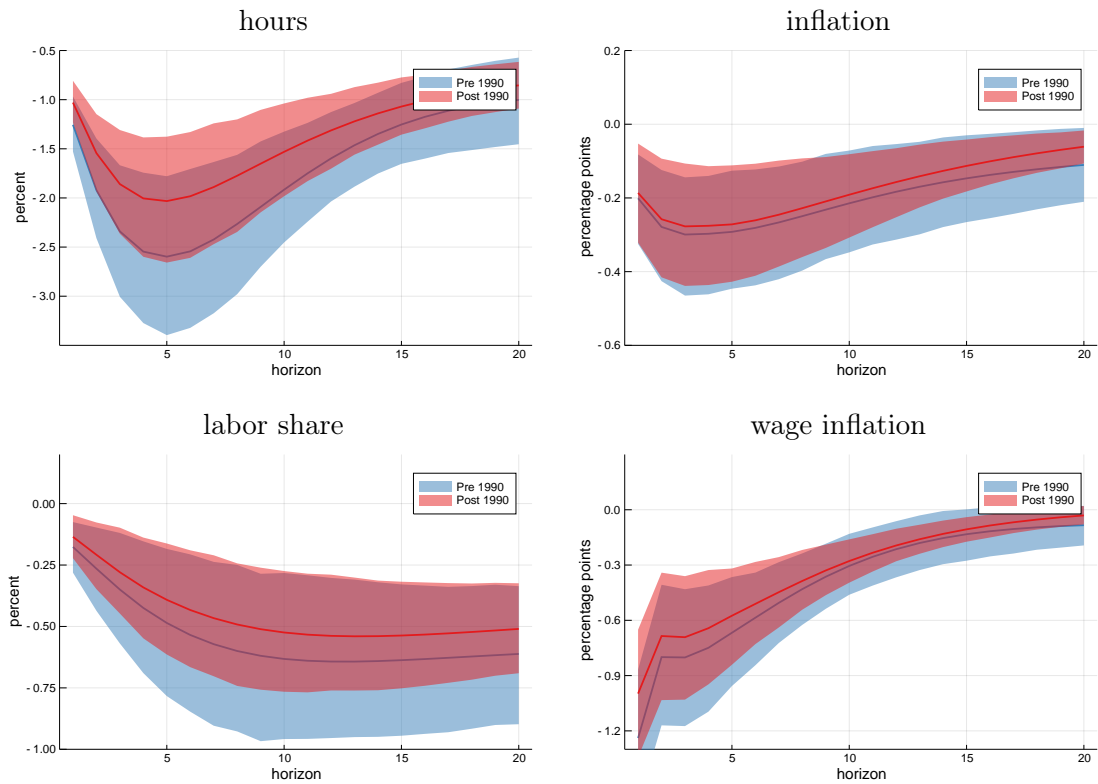 hours
- 0.5
- 1.0
- 1.5
- 2.0
- 2.5
- 3.0
percent
Pre 1990
Post 1990
5 10 15 20
horizon
inflation
0.2
0.0
- 0.2
- 0.4
- 0.6
percentage points
Pre 1990
Post 1990
5 10 15 20
horizon
labor share
0.00
- 0.25
- 0.50
- 0.75
- 1.00
percent
Pre 1990
Post 1990
5 10 15 20
horizon
wage inflation
0.0
- 0.3
- 0.6
- 0.9
- 1.2
percentage points
Pre 1990
Post 1990
5 10 15 20
horizon